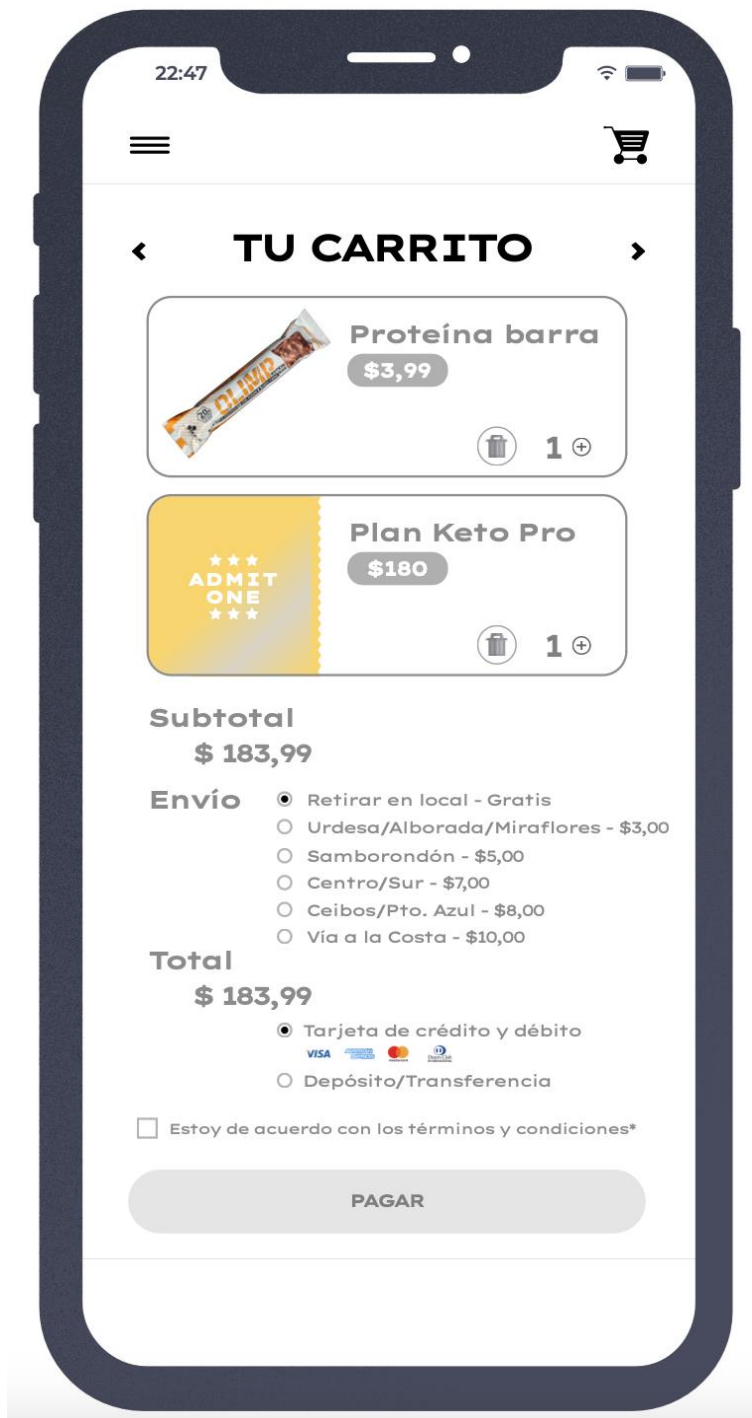 22:47
TU CARRITO
OLIMP
20g
Proteína barra
$3,99
1
ADMIT
ONE
Plan Keto Pro
$180
1
Subtotal
$ 183,99
Envío
Retirar en local - Gratis
Urdesa/Alborada/Miraflores - $3,00
Samborondón - $5,00
Centro/Sur - $7,00
Ceibos/Pto. Azul - $8,00
Vía a la Costa - $10,00
Total
$ 183,99
Tarjeta de crédito y débito
VISA
Depósito/Transferencia
Estoy de acuerdo con los términos y condiciones*
PAGAR